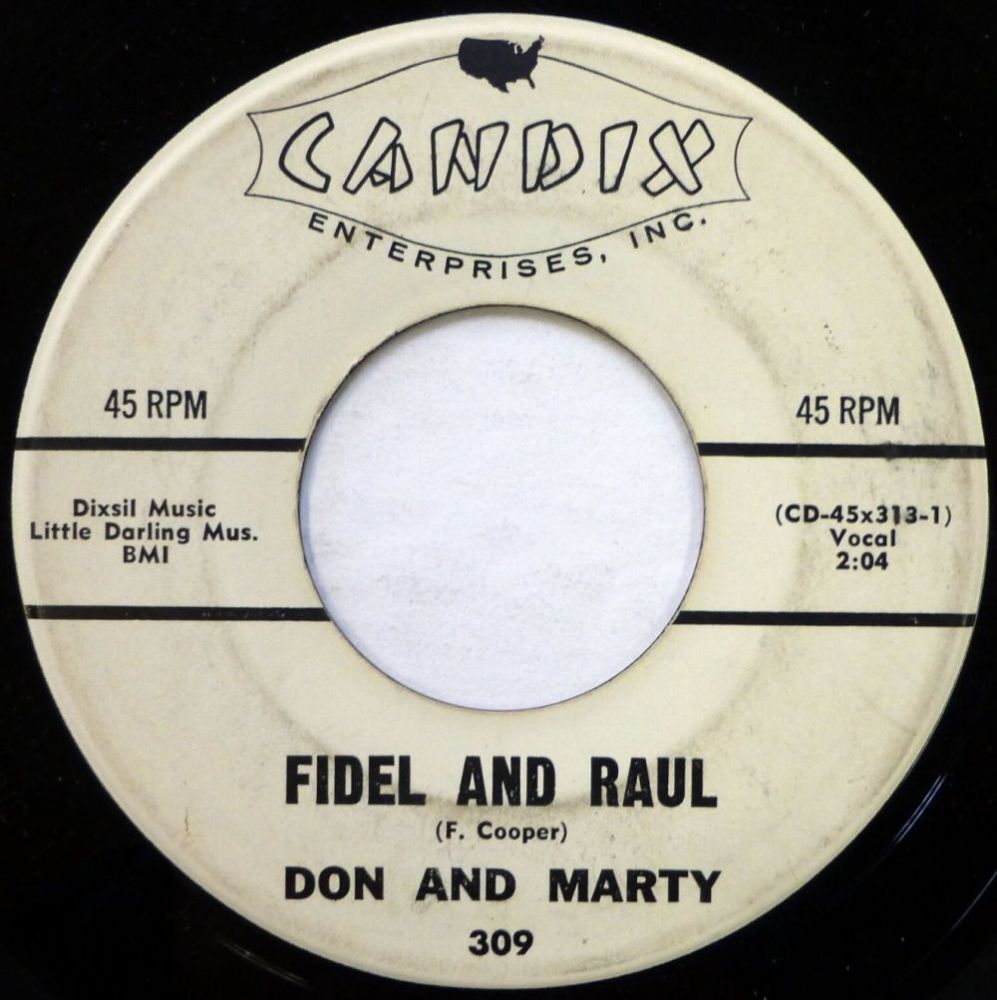 CANDIX
ENTERPRISES, INC.
45 RPM
45 RPM
Dixsil Music
Little Darling Mus.
BMI
(CD-45x313-1)
Vocal
2:04
FIDEL AND RAUL
(F. Cooper)
DON AND MARTY
309